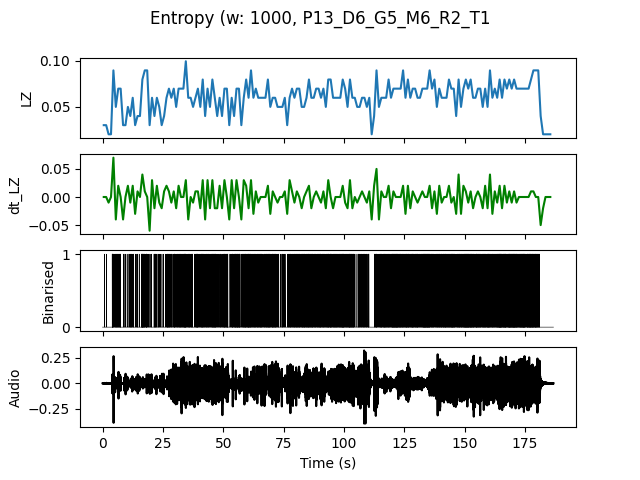 Entropy (w: 1000, P13_D6_G5_M6_R2_T1
0.10
0.05
LZ
0.05
0.00
−0.05
dt_LZ
1
0
Binarised
0.25
0.00
−0.25
Audio
0 25 50 75 100 125 150 175
Time (s)